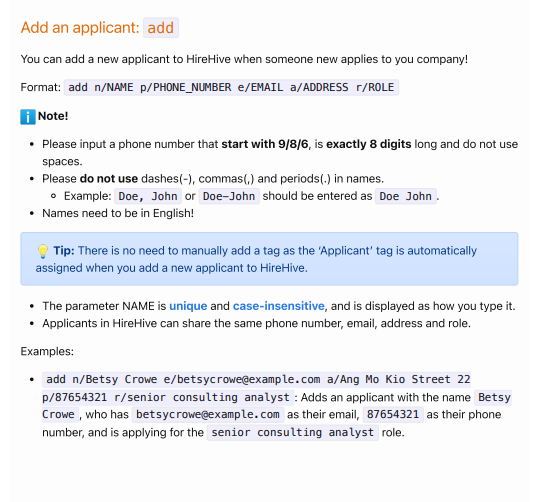 Add an applicant: add
You can add a new applicant to HireHive when someone new applies to you company!
Format: add n/NAME p/PHONE_NUMBER e/EMAIL a/ADDRESS r/ROLE
Note!
• Please input a phone number that start with 9/8/6, is exactly 8 digits long and do not use
spaces.
• Please do not use dashes(-), commas(,) and periods(.) in names.
◦ Example: Doe, John or Doe-John should be entered as Doe John.
• Names need to be in English!
Tip: There is no need to manually add a tag as the ‘Applicant’ tag is automatically
assigned when you add a new applicant to HireHive.
• The parameter NAME is unique and case-insensitive, and is displayed as how you type it.
• Applicants in HireHive can share the same phone number, email, address and role.
Examples:
• add n/Betsy Crowe e/betsycrowe@example.com a/Ang Mo Kio Street 22
p/87654321 r/senior consulting analyst : Adds an applicant with the name Betsy
Crowe , who has betsycrowe@example.com as their email, 87654321 as their phone
number, and is applying for the senior consulting analyst role.